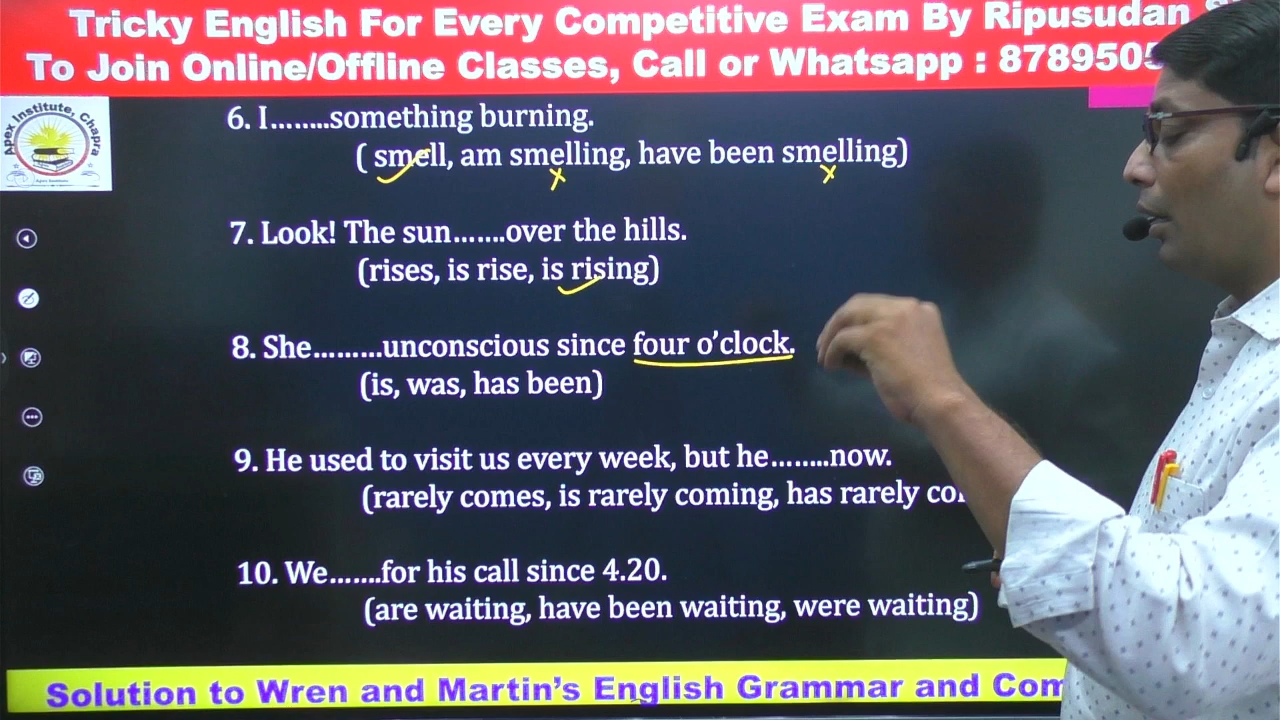 Tricky English For Every Competitive Exam By Ripusudan
To Join Online/Offline Classes, Call or Whatsapp : 878950
Apex Institute, Chapra
6. I........something burning.
( smell, am smelling, have been smelling)
x x
7. Look! The sun.......over the hills.
(rises, is rise, is rising)
8. She.........unconscious since four o'clock.
(is, was, has been)
9. He used to visit us every week, but he........now.
(rarely comes, is rarely coming, has rarely
10. We.......for his call since 4.20.
(are waiting, have been waiting, were waiting)
Solution to Wren and Martin's English Grammar and Com